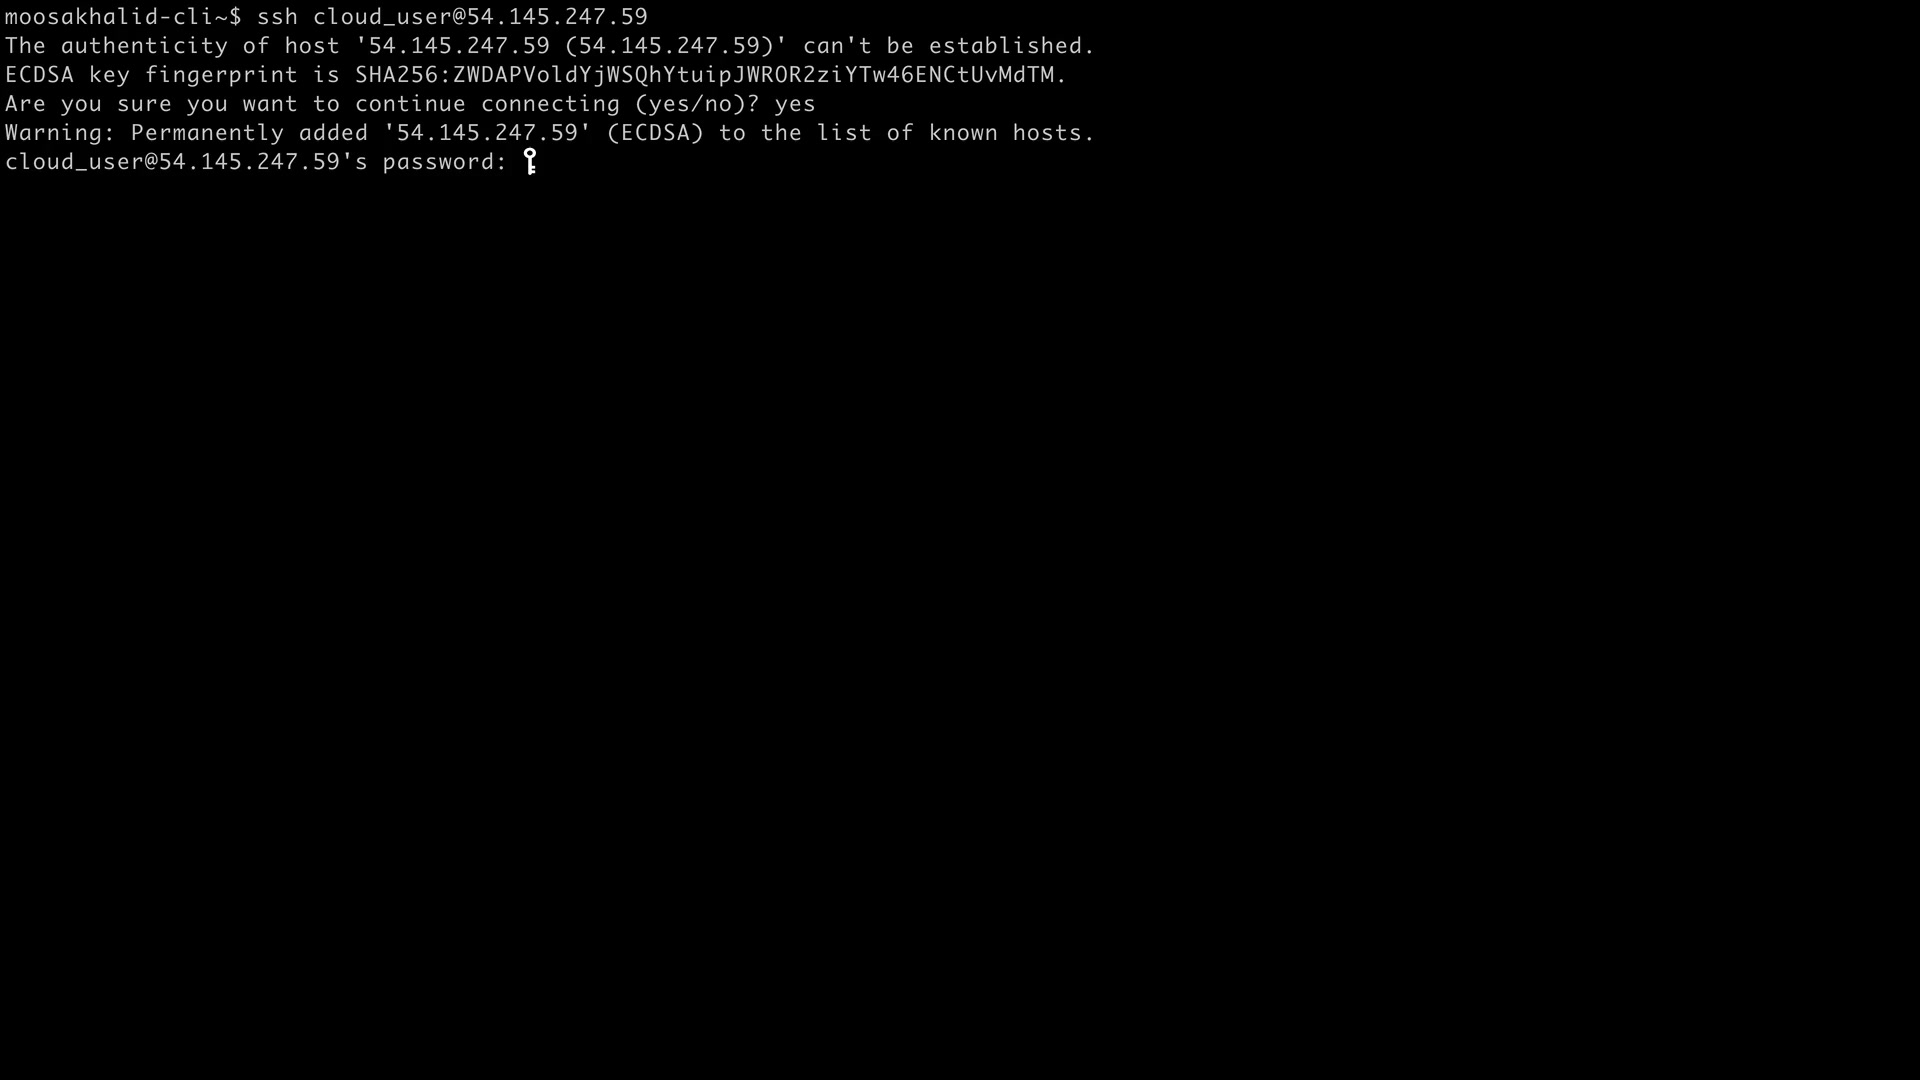 moosakhalid-cli~$ ssh cloud_user@54.145.247.59
The authenticity of host '54.145.247.59 (54.145.247.59)' can't be established.
ECDSA key fingerprint is SHA256:ZWDAPVoldYjWSQhYtuipJWROR2ziYTw46ENCtUvMdTM.
Are you sure you want to continue connecting (yes/no)? yes
Warning: Permanently added '54.145.247.59' (ECDSA) to the list of known hosts.
cloud_user@54.145.247.59's password: